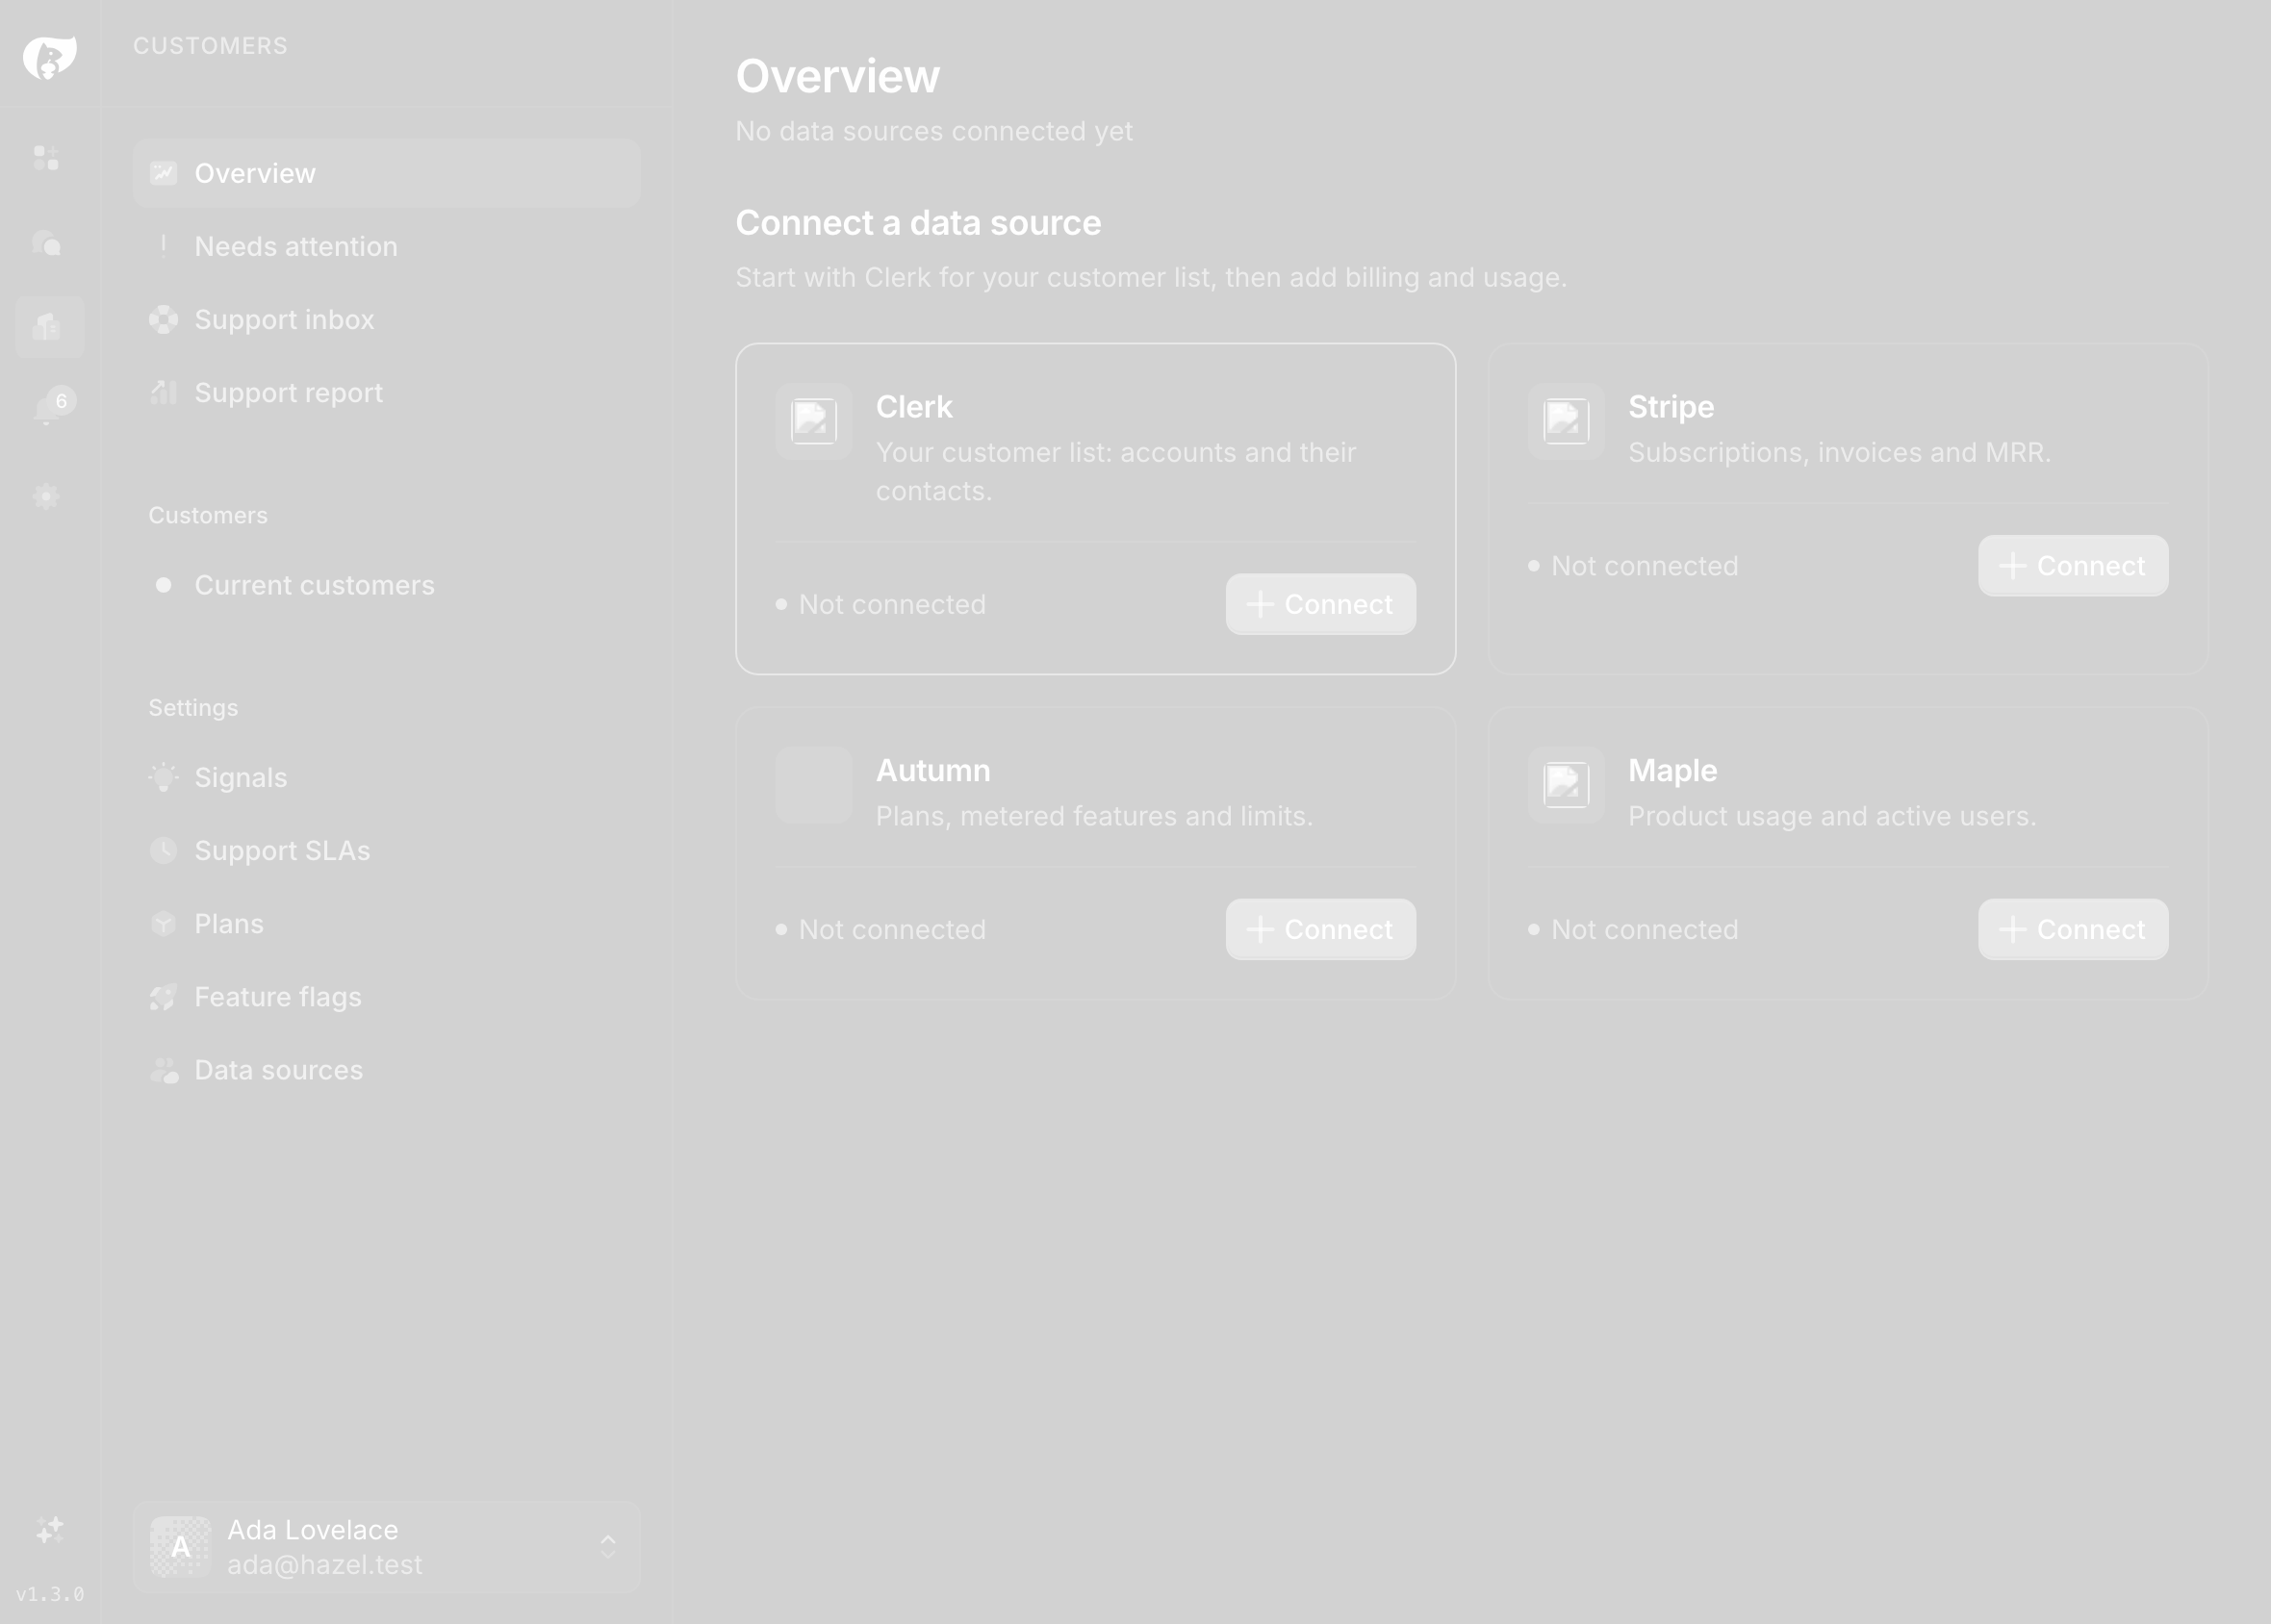 CUSTOMERS
Overview
Needs attention
Support inbox
Support report
6
Customers
Current customers
Settings
Signals
Support SLAs
Plans
Feature flags
Data sources
A
Ada Lovelace
ada@hazel.test
v1.3.0
Overview
No data sources connected yet
Connect a data source
Start with Clerk for your customer list, then add billing and usage.
Clerk
Your customer list: accounts and their
contacts.
Not connected
Connect
Stripe
Subscriptions, invoices and MRR.
Not connected
Connect
Autumn
Plans, metered features and limits.
Not connected
Connect
Maple
Product usage and active users.
Not connected
Connect